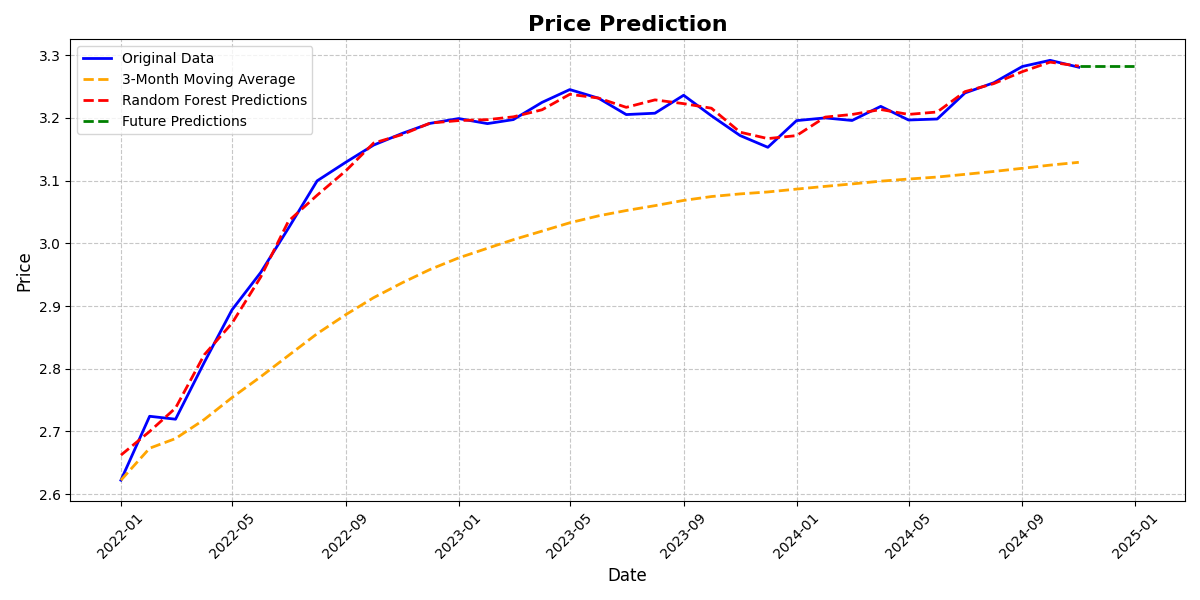 Price Prediction
Original Data
3-Month Moving Average
Random Forest Predictions
Future Predictions
Price
3.3
3.2
3.1
3.0
2.9
2.8
2.7
2.6
2022-01
2022-05
2022-09
2023-01
2023-05
2023-09
2024-01
2024-05
2024-09
2025-01
Date